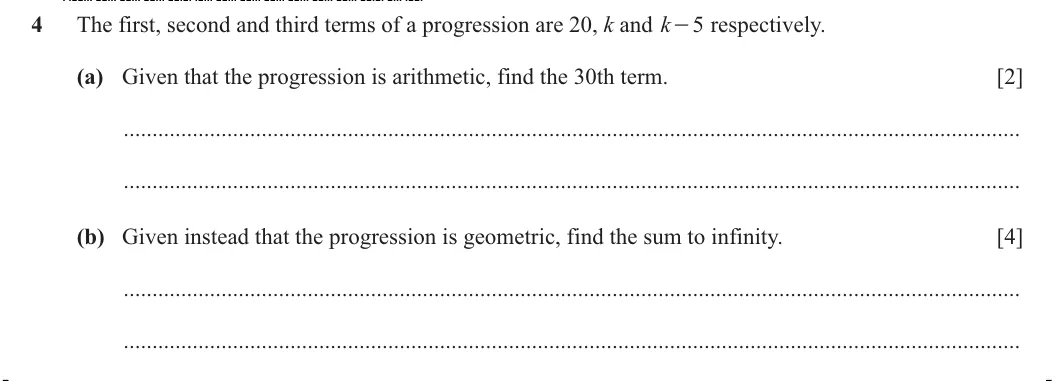 4 The first, second and third terms of a progression are 20, k and k − 5 respectively.
(a) Given that the progression is arithmetic, find the 30th term. [2]
(b) Given instead that the progression is geometric, find the sum to infinity. [4]